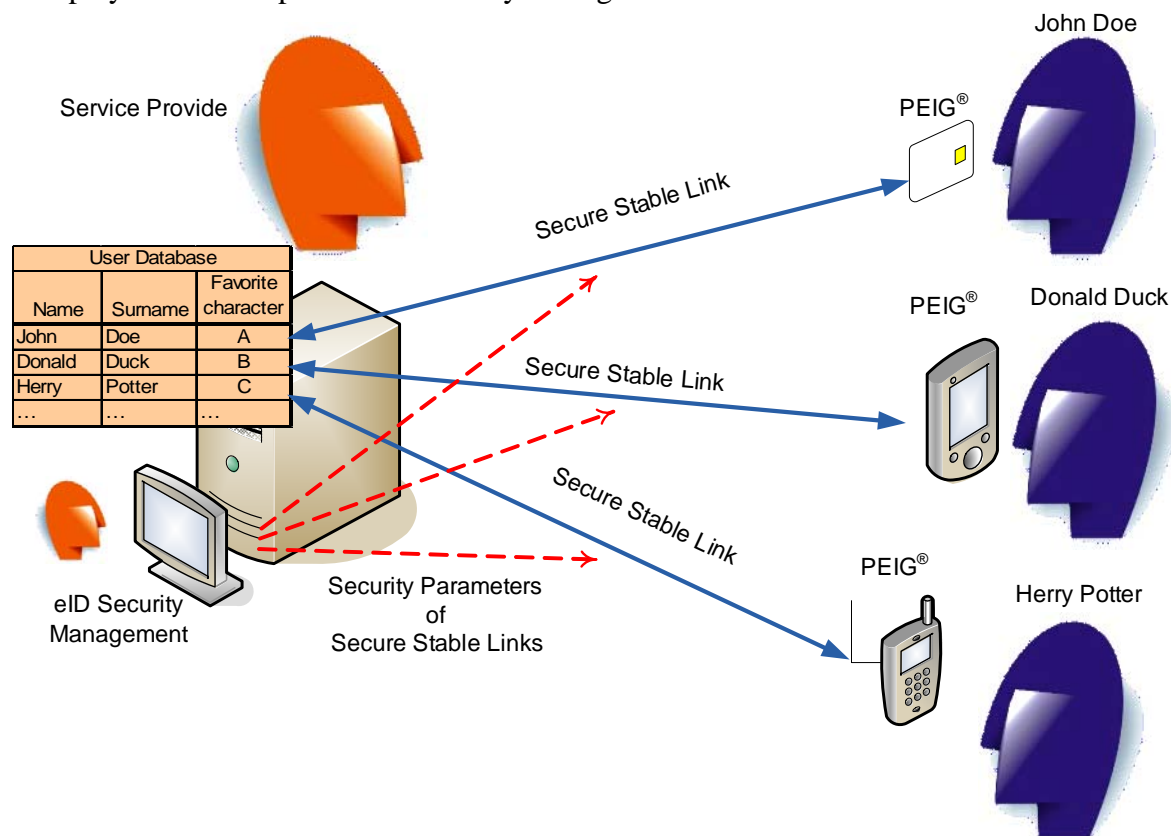 John Doe
Service Provide
PEIG®
Secure Stable Link
User Database
Name Surname Favorite character
John Doe A
Donald Duck B
Herry Potter C
… … …
PEIG®
Donald Duck
Secure Stable Link
Secure Stable Link
PEIG®
Herry Potter
eID Security
Management
Security Parameters
of
Secure Stable Links